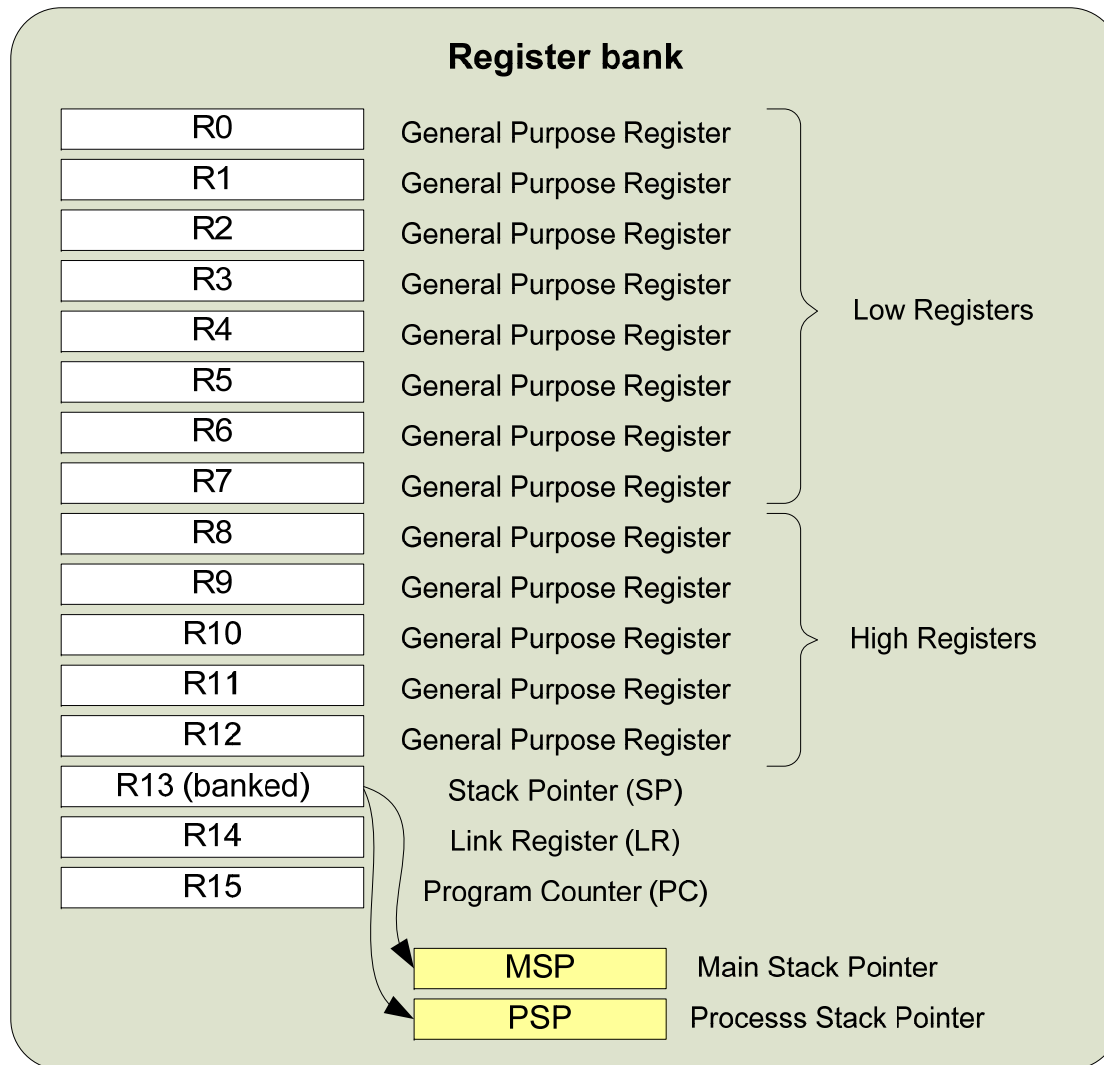 Register bank
R0 General Purpose Register
R1 General Purpose Register
R2 General Purpose Register
R3 General Purpose Register
R4 General Purpose Register
R5 General Purpose Register
R6 General Purpose Register
R7 General Purpose Register
Low Registers
R8 General Purpose Register
R9 General Purpose Register
R10 General Purpose Register
R11 General Purpose Register
R12 General Purpose Register
High Registers
R13 (banked) Stack Pointer (SP)
R14 Link Register (LR)
R15 Program Counter (PC)
MSP Main Stack Pointer
PSP Processs Stack Pointer